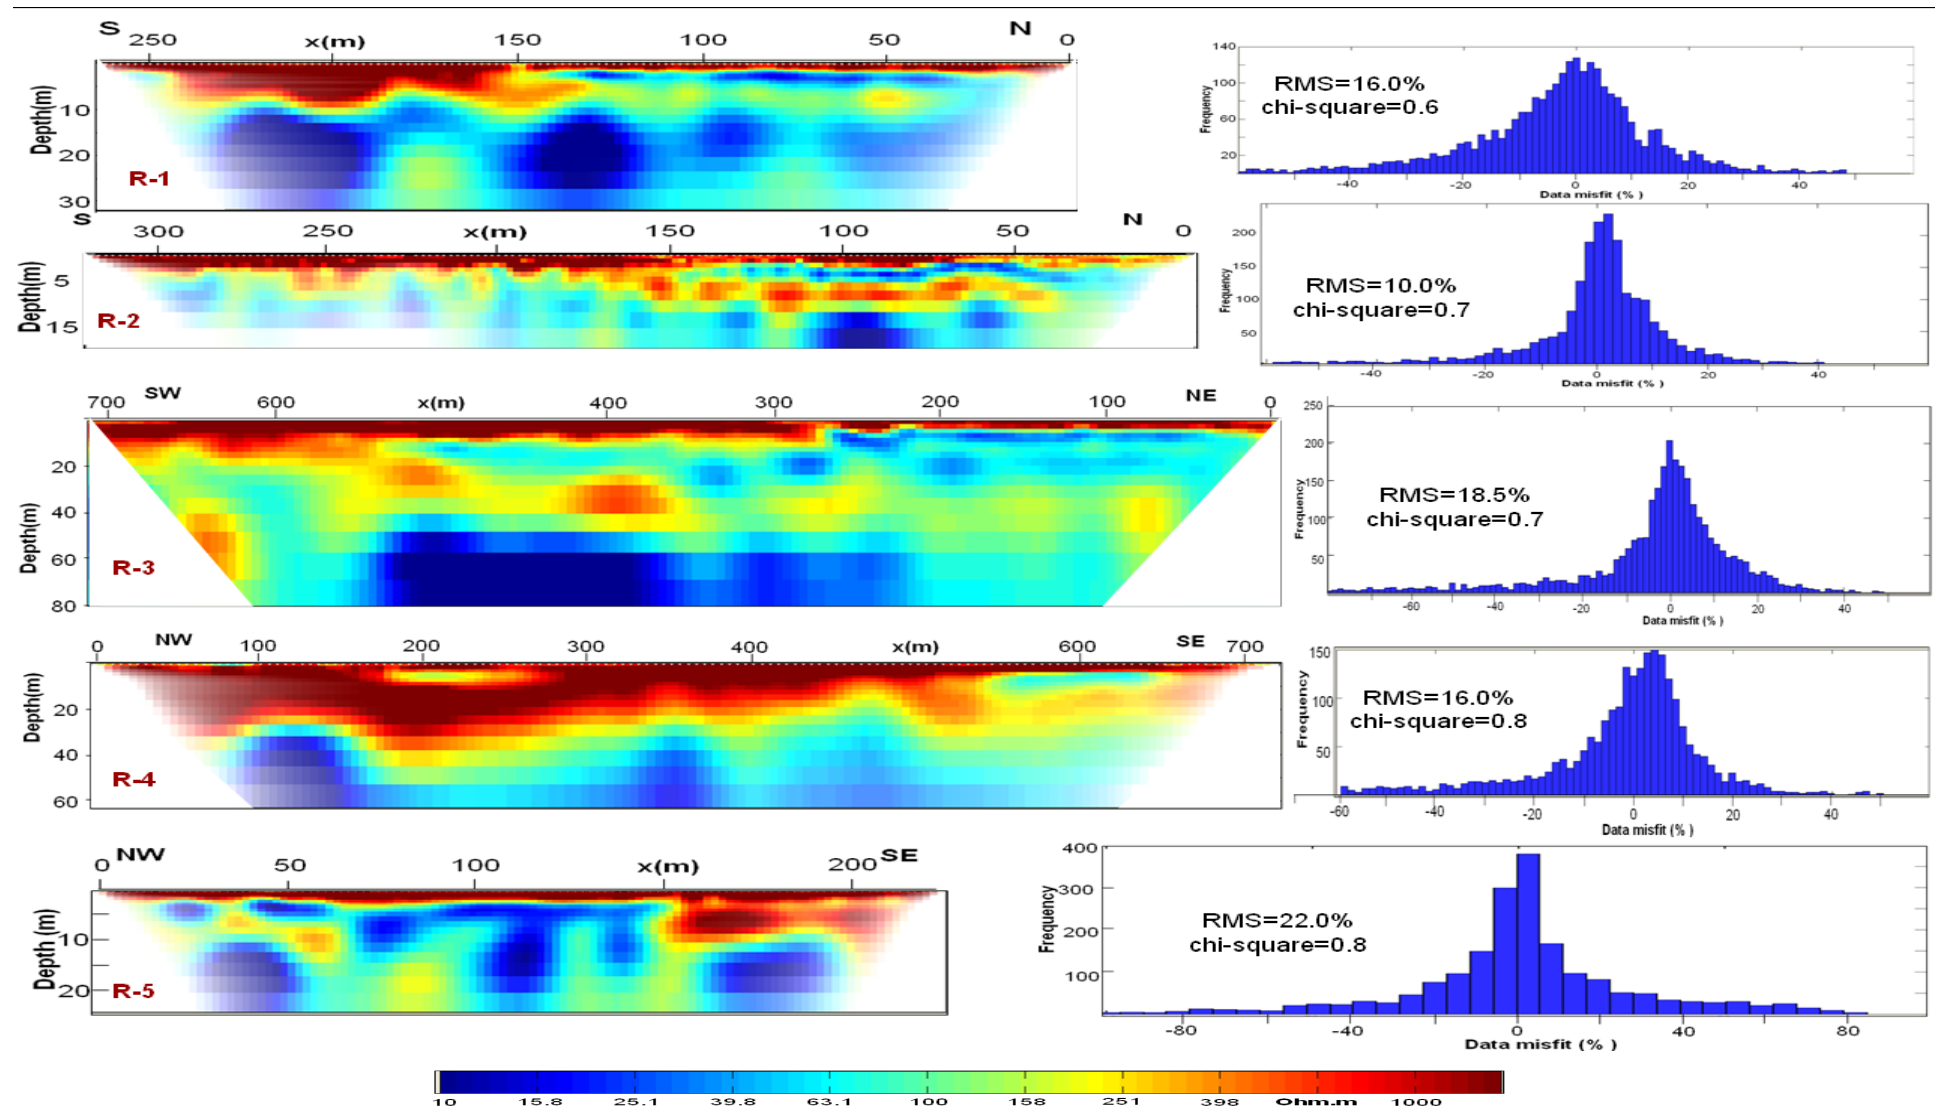 S 250 x(m) 150 100 50 N 0
Depth(m)
10
20
30
R-1
140
100
60
20
Frequency
RMS=16.0%
chi-square=0.6
-40 -20 0 20 40
Data misfit (% )
S 300 250 x(m) 150 100 50 N 0
Depth(m)
5
15
R-2
200
150
100
50
Frequency
RMS=10.0%
chi-square=0.7
-40 -20 0 20 40
Data misfit (% )
700 SW 600 x(m) 400 300 200 100 NE 0
Depth(m)
20
40
60
80
R-3
250
200
150
100
50
Frequency
RMS=18.5%
chi-square=0.7
-60 -40 -20 0 20 40
Data misfit (% )
0 NW 100 200 300 400 x(m) 600 SE 700
Depth(m)
20
40
60
R-4
150
100
50
Frequency
RMS=16.0%
chi-square=0.8
-60 -40 -20 0 20 40
Data misfit (% )
0 NW 50 100 x(m) 200 SE
Depth (m)
10
20
R-5
400
300
200
100
Frequency
RMS=22.0%
chi-square=0.8
-80 -40 0 40 80
Data misfit (% )
10 15.8 25.1 39.8 63.1 100 158 251 398 Ohm.m 1000